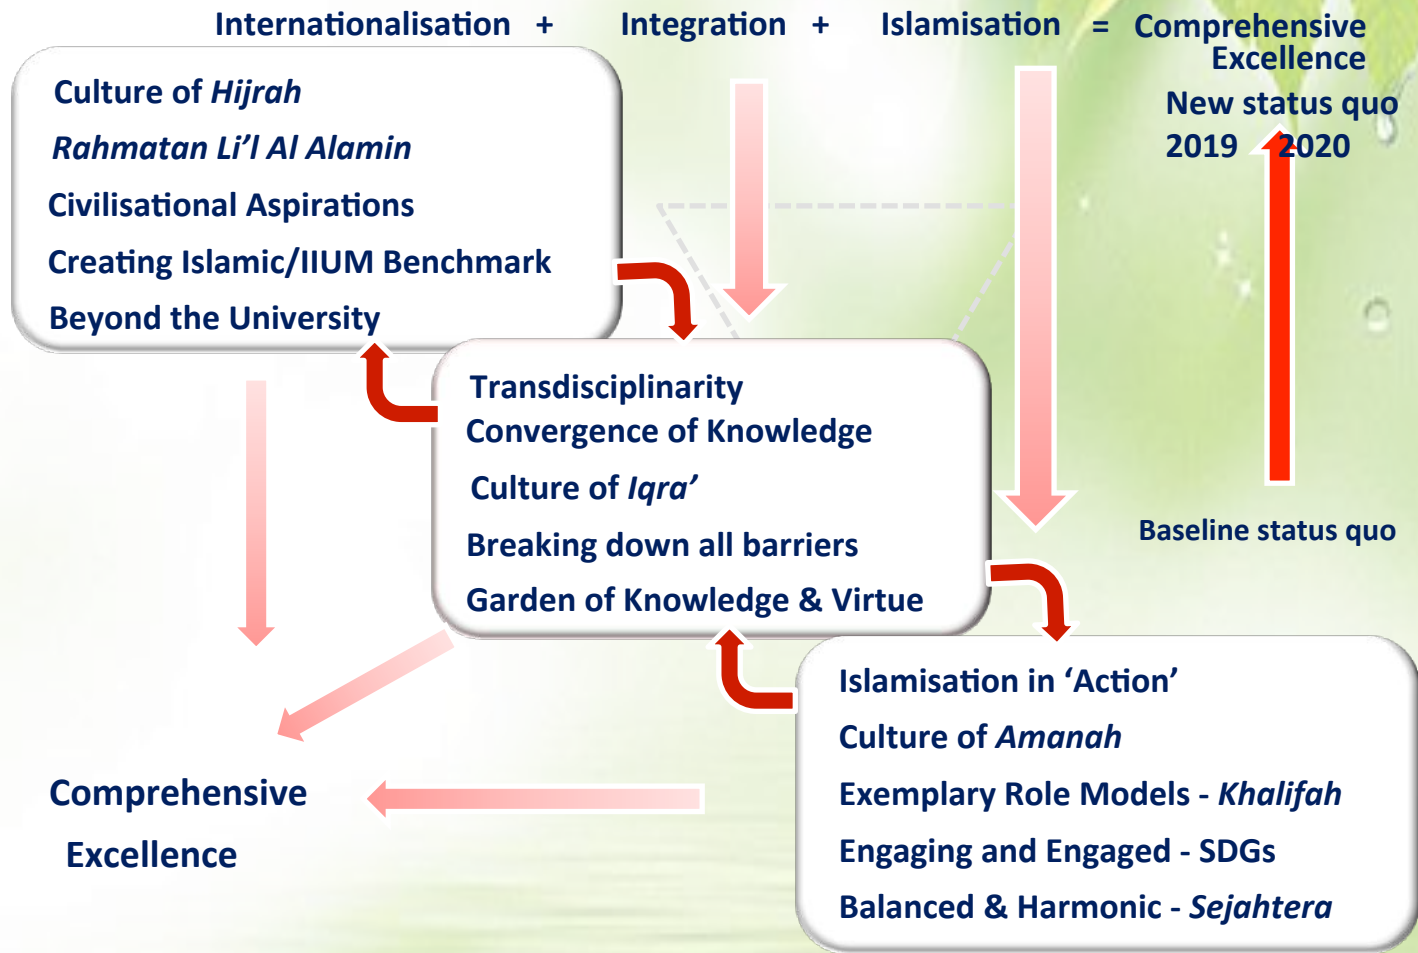 Internationalisation + Integration + Islamisation = Comprehensive
Excellence
New status quo
2019 2020
Culture of Hijrah
Rahmatan Li’l Al Alamin
Civilisational Aspirations
Creating Islamic/IIUM Benchmark
Beyond the University
Transdisciplinarity
Convergence of Knowledge
Culture of Iqra’
Breaking down all barriers
Garden of Knowledge & Virtue
Baseline status quo
Islamisation in ‘Action’
Culture of Amanah
Exemplary Role Models - Khalifah
Engaging and Engaged - SDGs
Balanced & Harmonic - Sejahtera
Comprehensive
Excellence